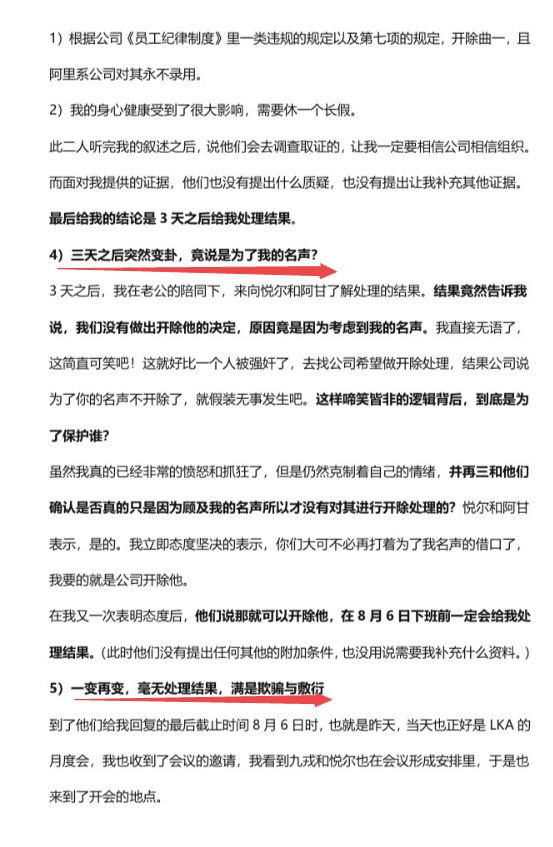 1）根据公司《员工纪律制度》里一类违规的规定以及第七项的规定，开除曲一，且
阿里系公司对其永不录用。
2）我的身心健康受到了很大影响，需要休一个长假。
此二人听完我的叙述之后，说他们会去调查取证的，让我一定要相信公司相信组织。
而面对我提供的证据，他们也没有提出什么质疑，也没有提出让我补充其他证据。
最后给我的结论是 3 天之后给我处理结果。
4）三天之后突然变卦，竟说是为了我的名声？
3 天之后，我在老公的陪同下，来向悦尔和阿甘了解处理的结果。结果竟然告诉我
说，我们没有做出开除他的决定，原因竟是因为考虑到我的名声。我直接无语了，
这简直可笑吧！这就好比一个人被强奸了，去找公司希望做开除处理，结果公司说
为了你的名声不开除了，就假装无事发生吧。这样啼笑皆非的逻辑背后，到底是为
了保护谁？
虽然我真的已经非常的愤怒和抓狂了，但是仍然克制着自己的情绪，并再三和他们
确认是否真的只是因为顾及我的名声所以才没有对其进行开除处理的？悦尔和阿甘
表示，是的。我立即态度坚决的表示，你们大可不必再打着为了我名声的借口了，
我要的就是公司开除他。
在我又一次表明态度后，他们说那就可以开除他，在 8 月 6 日下班前一定会给我处
理结果。（此时他们没有提出任何其他的附加条件，也没用说需要我补充什么资料。）
5）一变再变，毫无处理结果，满是欺骗与敷衍
到了他们给我回复的最后截止时间 8 月 6 日时，也就是昨天，当天也正好是 LKA 的
月度会，我也收到了会议的邀请，我看到九戎和悦尔也在会议形成安排里，于是也
来到了开会的地点。